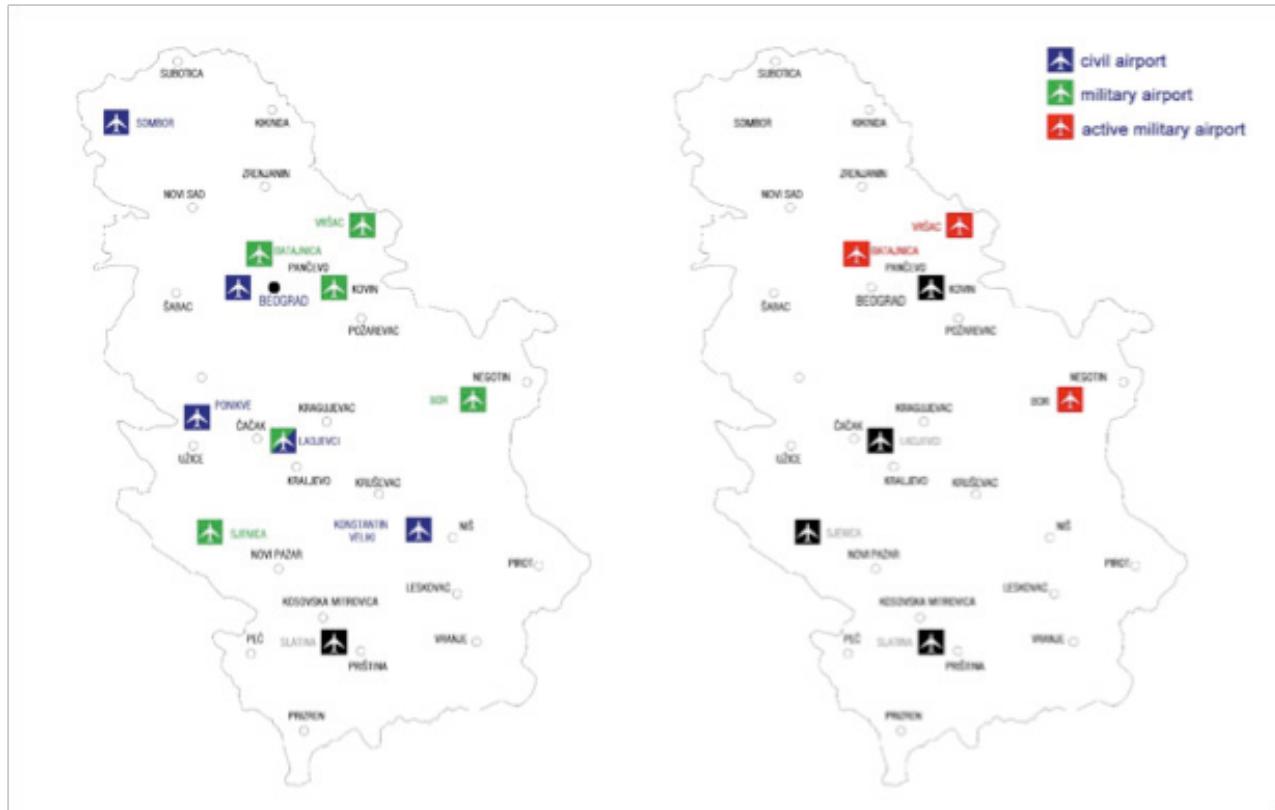 SUBOTICA
SOMBOR
KIKINDA
ZRENJANIN
NOVI SAD
VRŠAC
BATAJNICA
PANČEVO
BEOGRAD
KOVIN
ŠABAC
POŽAREVAC
NEGOTIN
BOR
PONIKVE
KRAGUJEVAC
ČAČAK
LAĐJEVCI
UŽICE
KRALJEVO
KRUŠEVAC
KONSTANTIN
VELIKI
NIŠ
SJENICA
NOVI PAZAR
PIROT
LESKOVAC
KOSOVSKA MITROVICA
PEĆ
SLATINA
VRANJE
PRIŠTINA
PRIZREN
SUBOTICA
SOMBOR
KIKINDA
ZRENJANIN
NOVI SAD
VRŠAC
BATAJNICA
PANČEVO
BEOGRAD
KOVIN
ŠABAC
POŽAREVAC
NEGOTIN
BOR
KRAGUJEVAC
ČAČAK
UŽICE
KRALJEVO
KRUŠEVAC
NIŠ
SJENICA
NOVI PAZAR
PIROT
LESKOVAC
KOSOVSKA MITROVICA
PEĆ
SLATINA
VRANJE
PRIŠTINA
PRIZREN
civil airport
military airport
active military airport